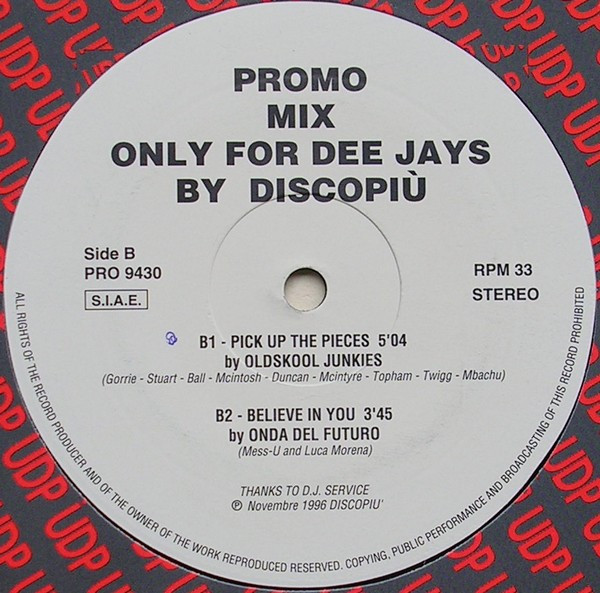 PROMO
MIX
ONLY FOR DEE JAYS
BY DISCOPIÙ
Side B
PRO 9430
S.I.A.E.
RPM 33
STEREO
B1 - PICK UP THE PIECES 5'04
by OLDSKOOL JUNKIES
(Gorrie - Stuart - Ball - Mcintosh - Duncan - Mcintyre - Topham - Twigg - Mbachu)
B2 - BELIEVE IN YOU 3'45
by ONDA DEL FUTURO
(Mess-U and Luca Morena)
THANKS TO D.J. SERVICE
℗ Novembre 1996 DISCOPIU'
ALL RIGHTS OF THE RECORD PRODUCER AND OF THE OWNER OF THE WORK REPRODUCED RESERVED. COPYING, PUBLIC PERFORMANCE AND BROADCASTING OF THIS RECORD PROHIBITED
UDP UDP UDP